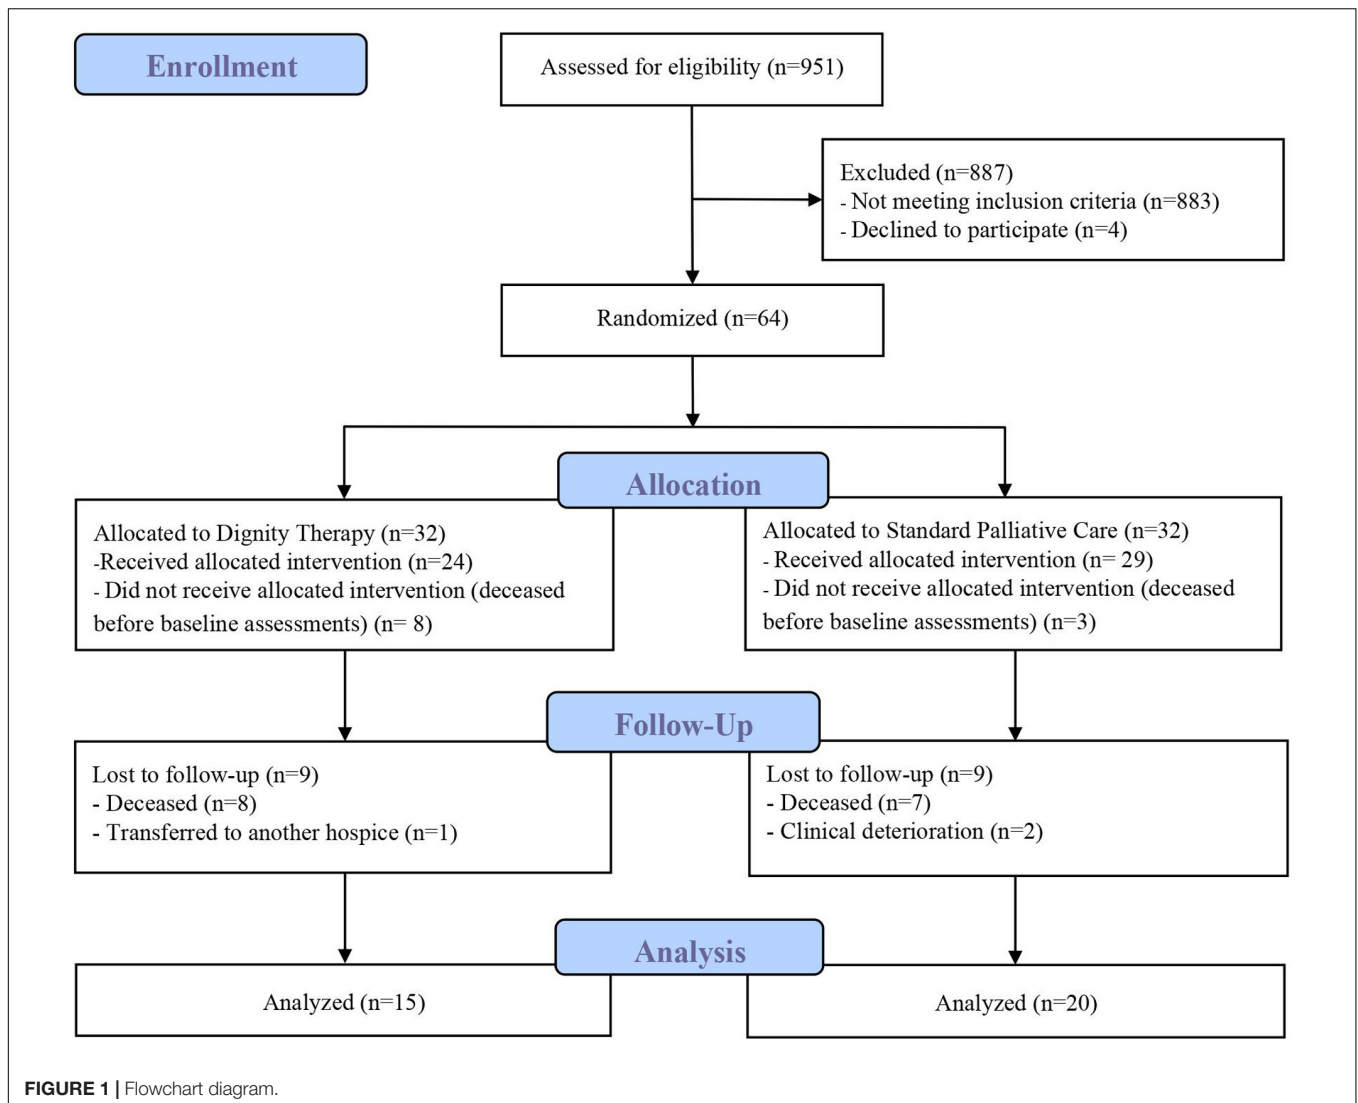 Enrollment
Assessed for eligibility (n=951)
Excluded (n=887)
- Not meeting inclusion criteria (n=883)
- Declined to participate (n=4)
Randomized (n=64)
Allocation
Allocated to Dignity Therapy (n=32)
-Received allocated intervention (n=24)
- Did not receive allocated intervention (deceased
before baseline assessments) (n= 8)
Allocated to Standard Palliative Care (n=32)
- Received allocated intervention (n= 29)
- Did not receive allocated intervention (deceased
before baseline assessments) (n=3)
Follow-Up
Lost to follow-up (n=9)
- Deceased (n=8)
- Transferred to another hospice (n=1)
Lost to follow-up (n=9)
- Deceased (n=7)
- Clinical deterioration (n=2)
Analysis
Analyzed (n=15)
Analyzed (n=20)
FIGURE 1 | Flowchart diagram.